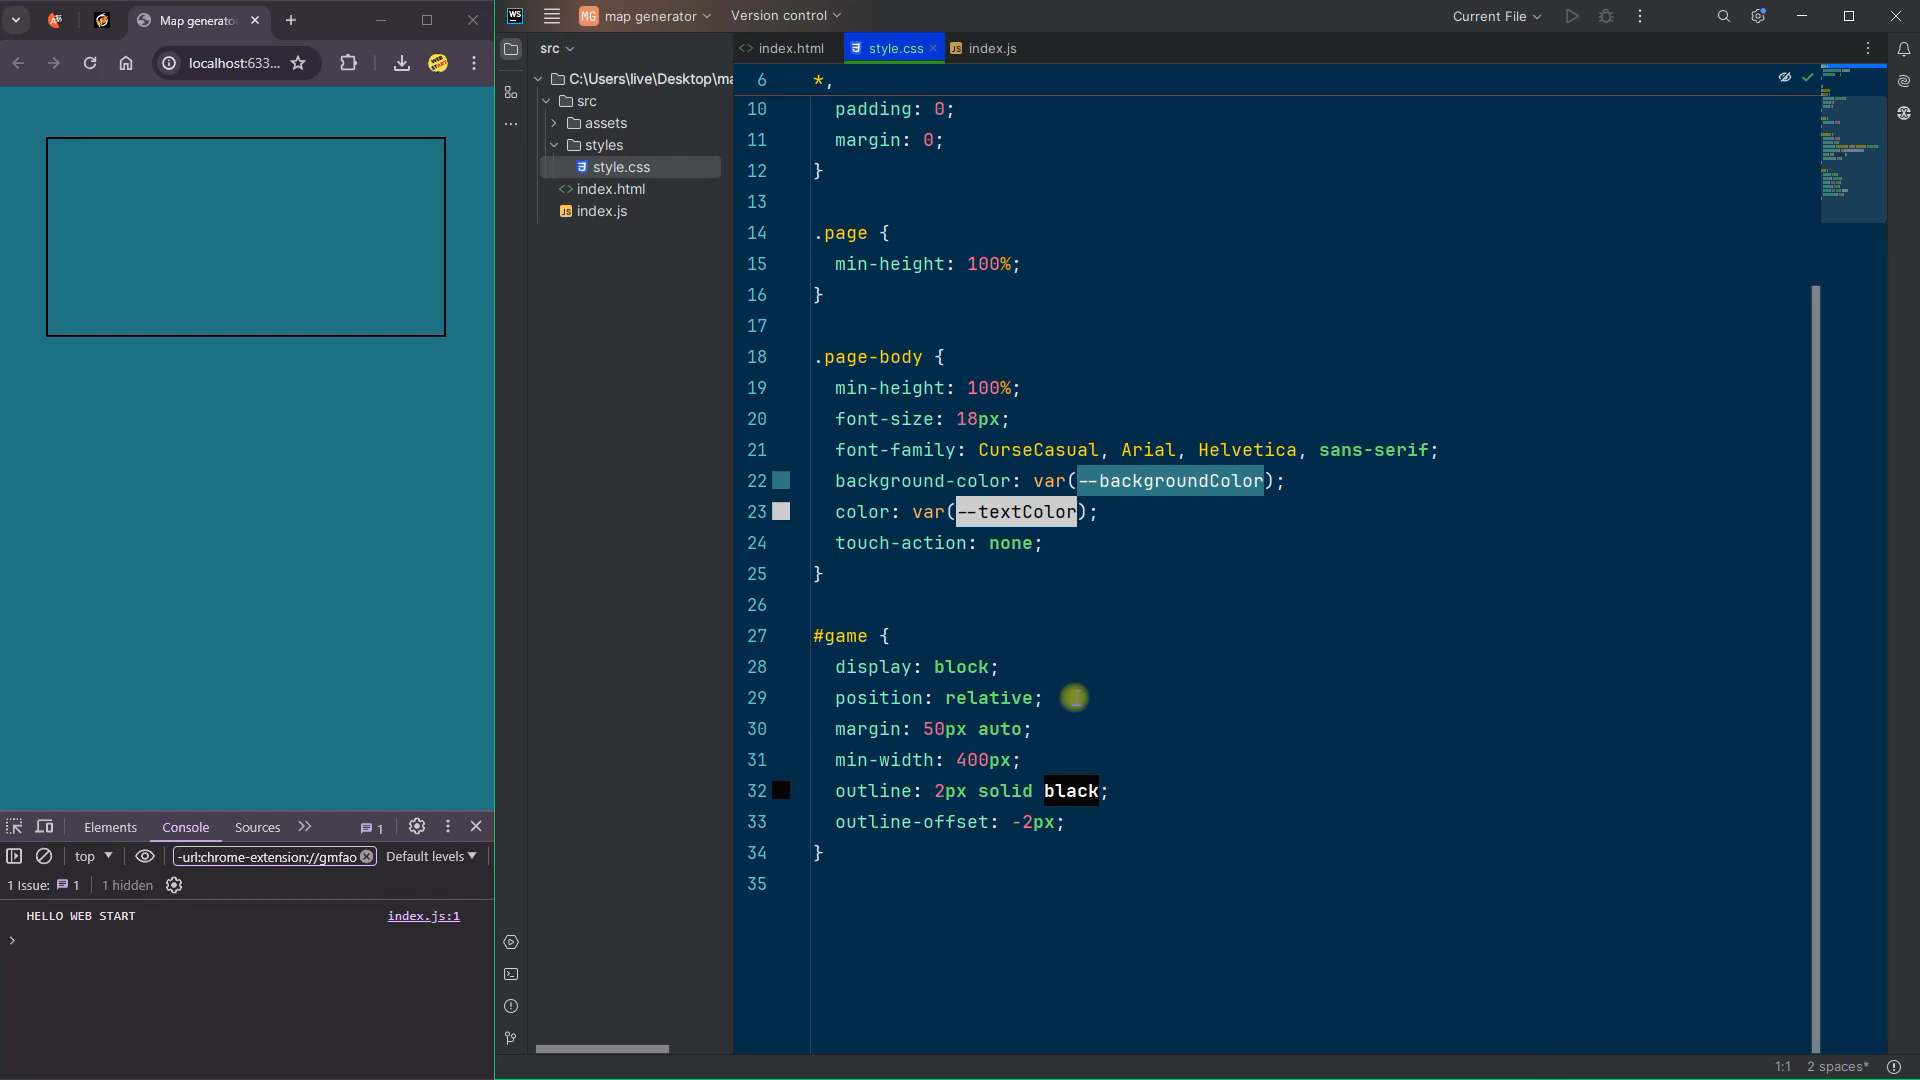 Map generato
localhost:633...
Elements
Console
Sources
1
top
-url:chrome-extension://gmfao
Default levels
1 Issue:
1
1 hidden
HELLO WEB START
index.js:1
WS
MG
map generator
Version control
Current File
src
C:\Users\live\Desktop\ma
src
assets
styles
style.css
index.html
JS
index.js
index.html
style.css
JS
index.js
6 *,
10 padding: 0;
11 margin: 0;
12 }
13
14 .page {
15 min-height: 100%;
16 }
17
18 .page-body {
19 min-height: 100%;
20 font-size: 18px;
21 font-family: CurseCasual, Arial, Helvetica, sans-serif;
22 background-color: var(--backgroundColor);
23 color: var(--textColor);
24 touch-action: none;
25 }
26
27 #game {
28 display: block;
29 position: relative;
30 margin: 50px auto;
31 min-width: 400px;
32 outline: 2px solid black;
33 outline-offset: -2px;
34 }
35
1:1
2 spaces*